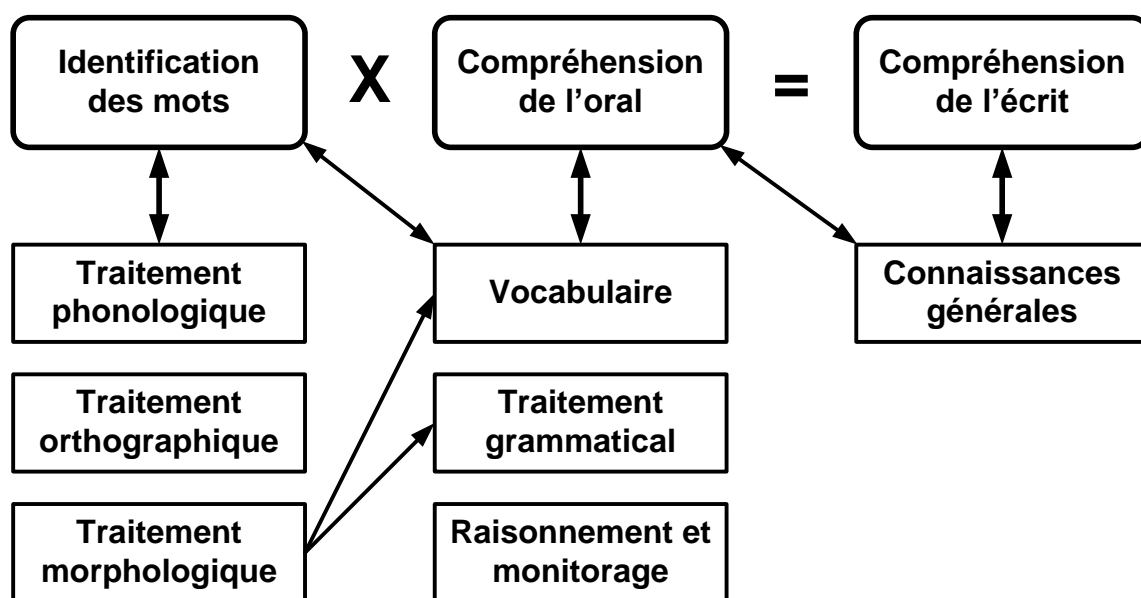 Identification
des mots
X
Compréhension
de l’oral
=
Compréhension
de l’écrit
Traitement
phonologique
Vocabulaire
Connaissances
générales
Traitement
orthographique
Traitement
grammatical
Traitement
morphologique
Raisonnement et
monitorage